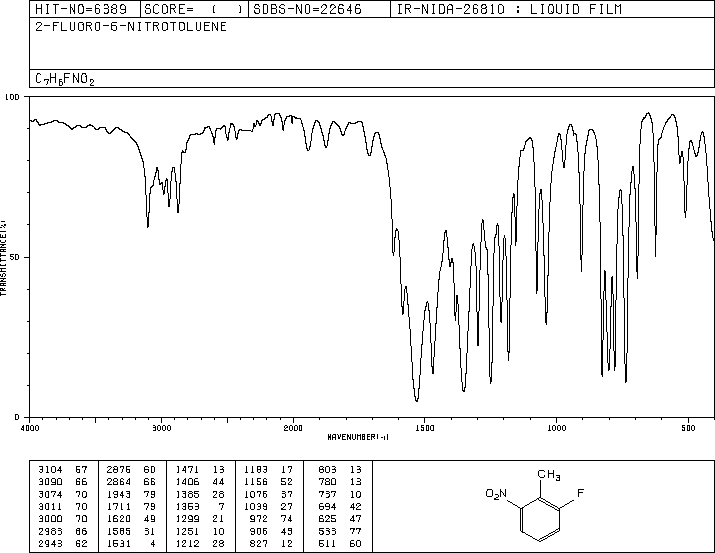 HIT-NO=6389 SCORE= ( ) SDBS-NO=22646 IR-NIDA-26810 : LIQUID FILM
2-FLUORO-6-NITROTOLUENE
C7H6FNO2
100
50
0
TRANSMITTANCE(%)
4000 3000 2000 1500 1000 500
WAVENUMBER(-1)
3104 57 2876 60 1471 13 1183 17 803 13
3090 66 2864 66 1406 44 1156 52 780 13
3074 70 1943 79 1385 28 1076 37 737 10
3011 70 1711 79 1353 7 1039 27 694 42
3000 70 1620 49 1299 21 972 74 625 47
2983 66 1585 31 1251 10 906 43 533 77
2943 62 1531 4 1212 28 827 12 511 60
CH3
O2N
F